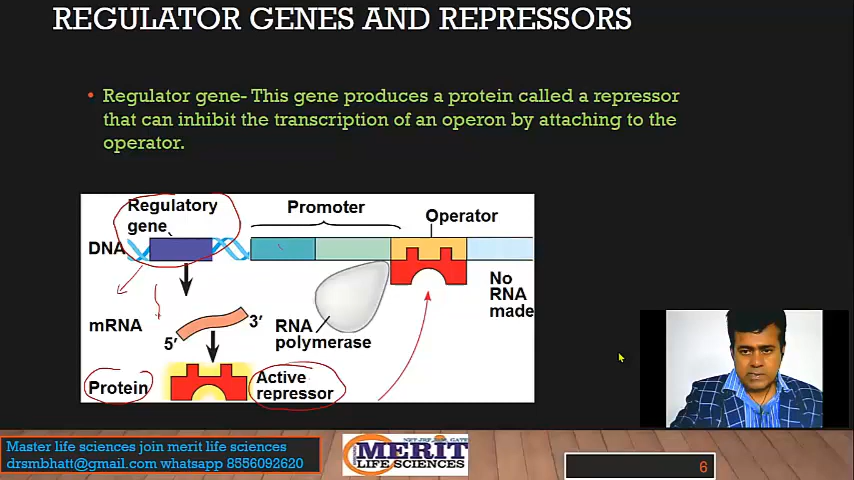 REGULATOR GENES AND REPRESSORS
• Regulator gene- This gene produces a protein called a repressor
that can inhibit the transcription of an operon by attaching to the
operator.
Regulatory
gene
Promoter
Operator
DNA
No
RNA
made
mRNA
3′
5′
RNA
polymerase
Protein
Active
repressor
Master life sciences join merit life sciences
drsmbhatt@gmail.com whatsapp 8556092620
NET-JRF GATE
MERIT
LIFE SCIENCES
6